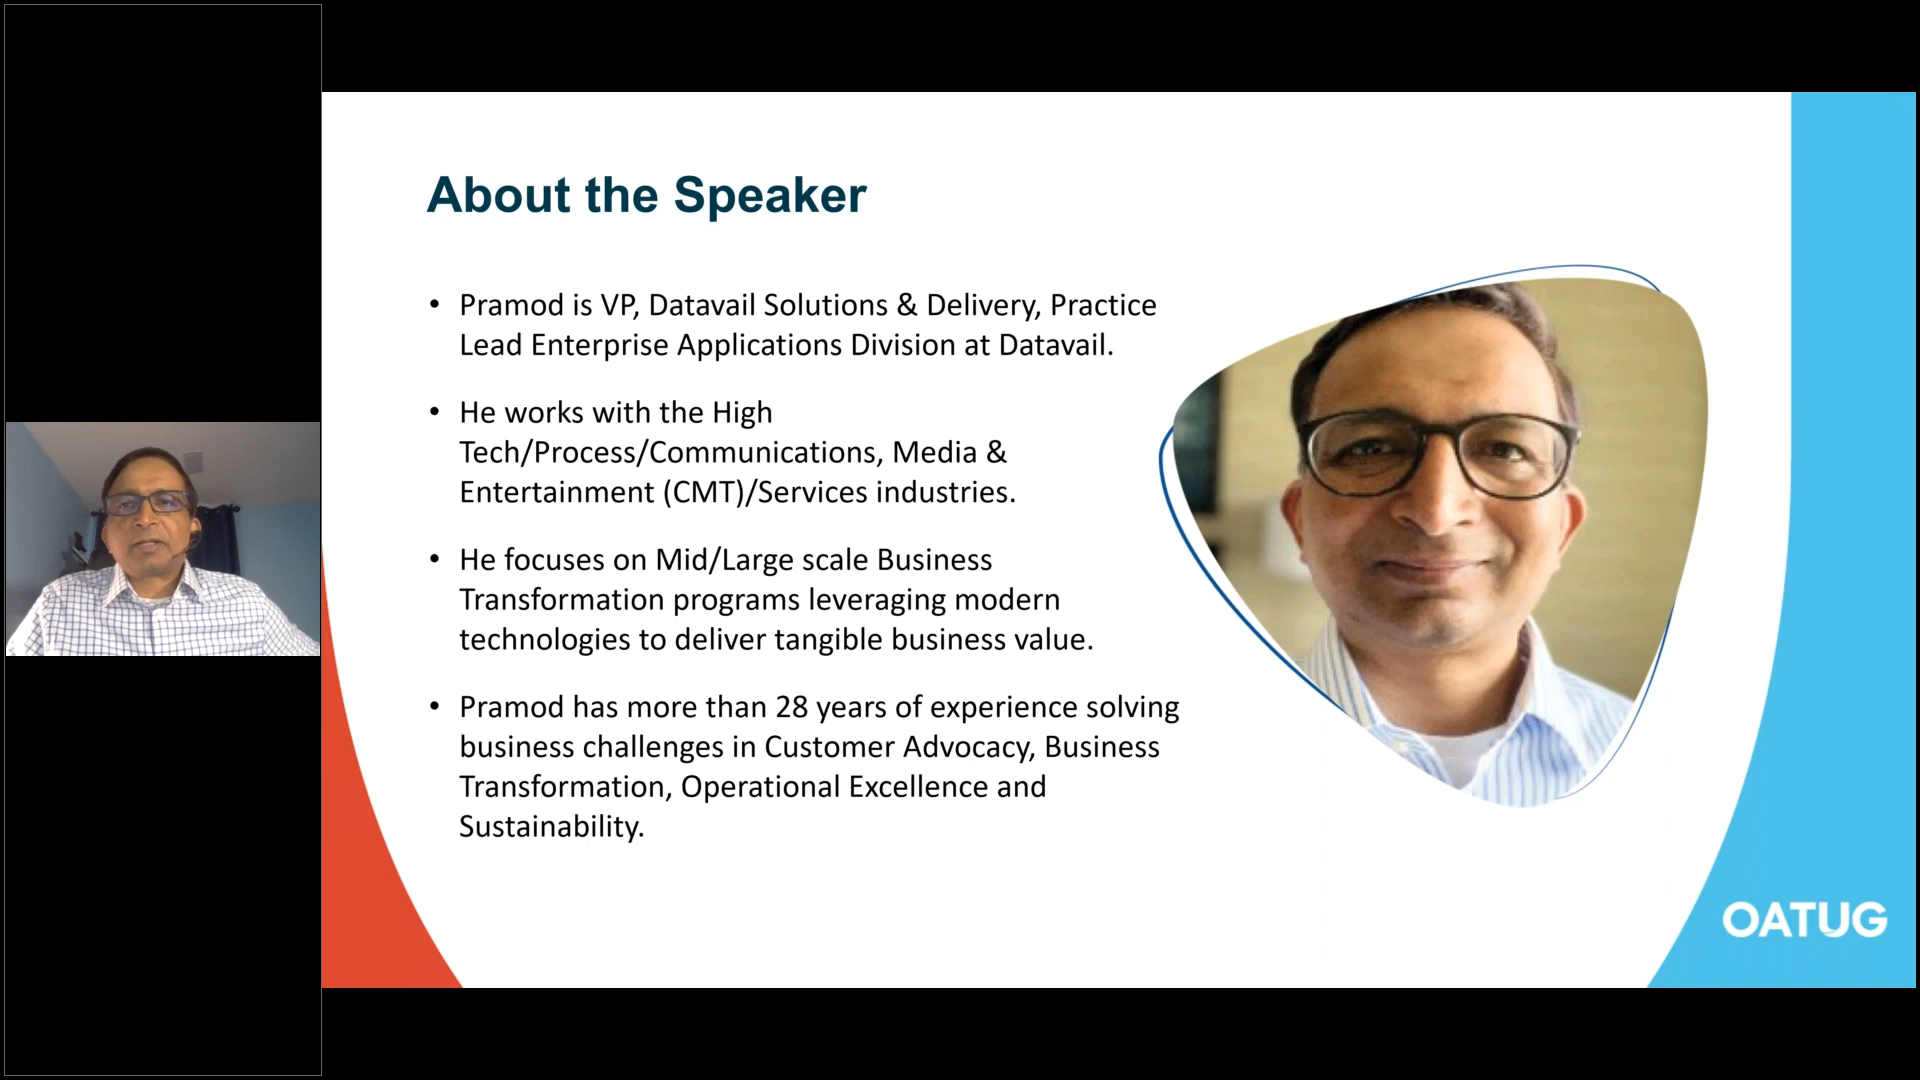 About the Speaker
• Pramod is VP, Datavail Solutions & Delivery, Practice
Lead Enterprise Applications Division at Datavail.
• He works with the High
Tech/Process/Communications, Media &
Entertainment (CMT)/Services industries.
• He focuses on Mid/Large scale Business
Transformation programs leveraging modern
technologies to deliver tangible business value.
• Pramod has more than 28 years of experience solving
business challenges in Customer Advocacy, Business
Transformation, Operational Excellence and
Sustainability.
OATUG